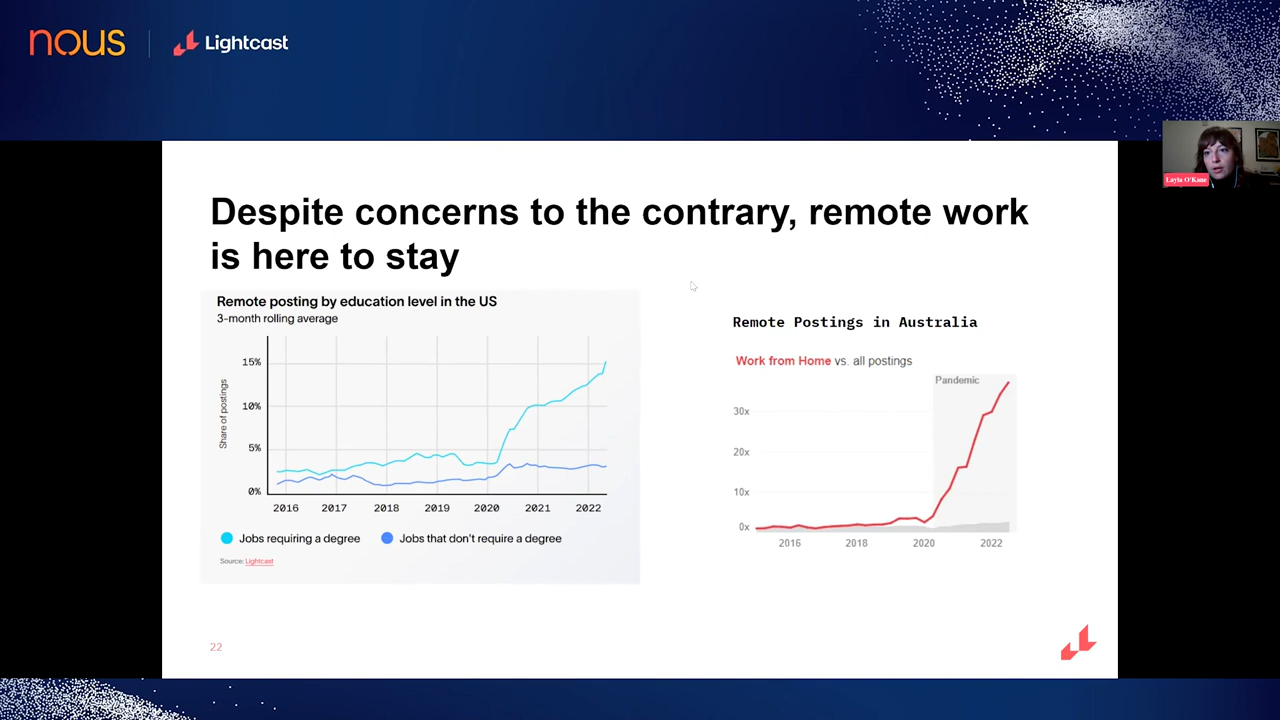 nous
Lightcast
Layla O'Kane
Despite concerns to the contrary, remote work
is here to stay
Remote posting by education level in the US
3-month rolling average
Share of postings
15%
10%
5%
0%
2016 2017 2018 2019 2020 2021 2022
Jobs requiring a degree Jobs that don't require a degree
Source: Lightcast
Remote Postings in Australia
Work from Home vs. all postings
Pandemic
30x
20x
10x
0x
2016 2018 2020 2022
22